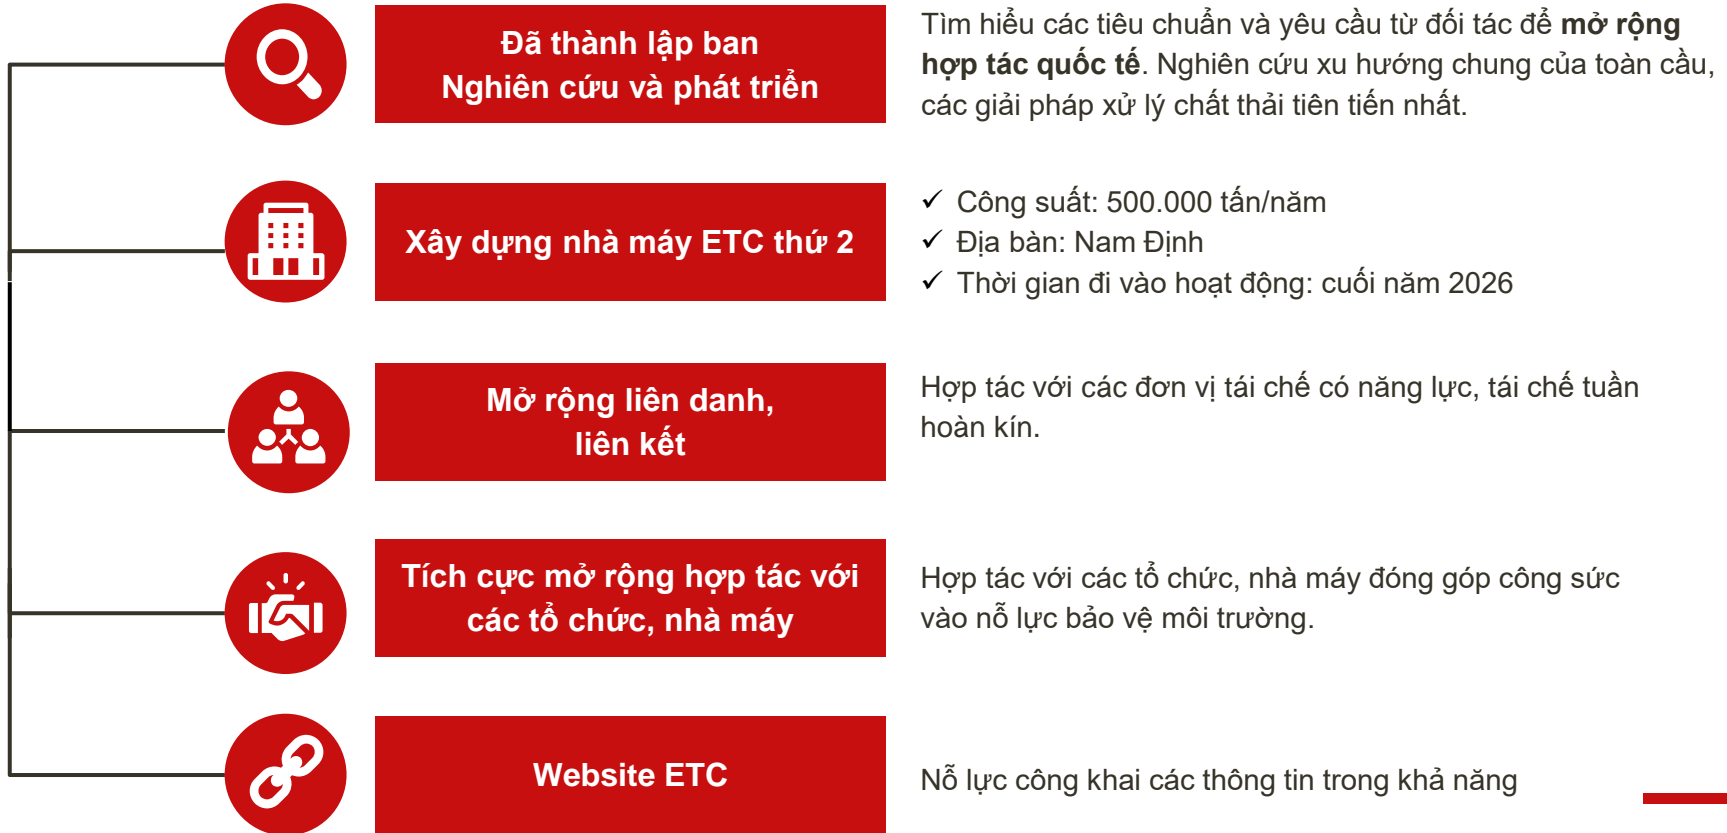 Đã thành lập ban
Nghiên cứu và phát triển
Tìm hiểu các tiêu chuẩn và yêu cầu từ đối tác để mở rộng
hợp tác quốc tế. Nghiên cứu xu hướng chung của toàn cầu,
các giải pháp xử lý chất thải tiên tiến nhất.
Xây dựng nhà máy ETC thứ 2
✓ Công suất: 500.000 tấn/năm
✓ Địa bàn: Nam Định
✓ Thời gian đi vào hoạt động: cuối năm 2026
Mở rộng liên danh,
liên kết
Hợp tác với các đơn vị tái chế có năng lực, tái chế tuần
hoàn kín.
Tích cực mở rộng hợp tác với
các tổ chức, nhà máy
Hợp tác với các tổ chức, nhà máy đóng góp công sức
vào nỗ lực bảo vệ môi trường.
Website ETC
Nỗ lực công khai các thông tin trong khả năng